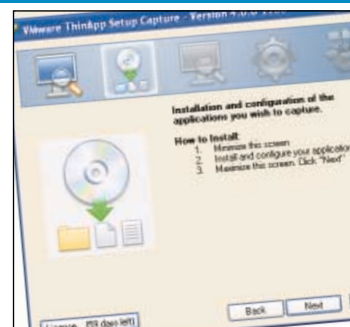 VMware ThinApp Setup Capture - Version 4.0.0
Installation and configuration of the
applications you wish to capture.
How to Install:
1. Minimize this screen
2. Install and configure your application
3. Maximize this screen. Click "Next"
License
days left)
Back
Next